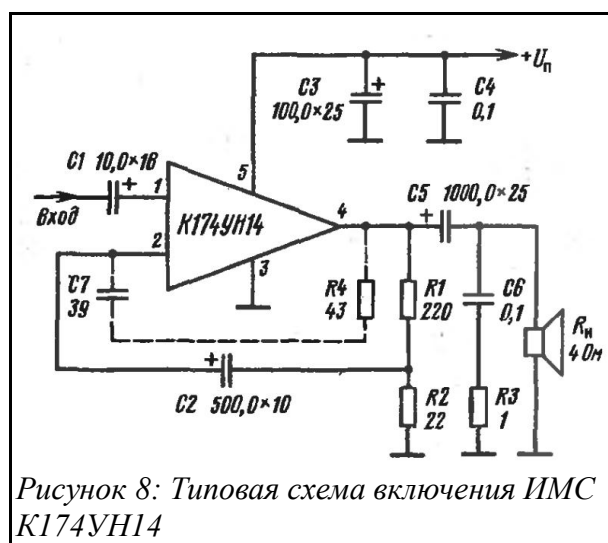 +Uп
C3
100,0×25
C4
0,1
C1 10,0×16
Вход
1
2
5
К174УН14
3
4
C5 1000,0×25
C7
39
R4
43
R1
220
C6
0,1
Rн
4 Ом
C2 500,0×10
R2
22
R3
1
Рисунок 8: Типовая схема включения ИМС
К174УН14